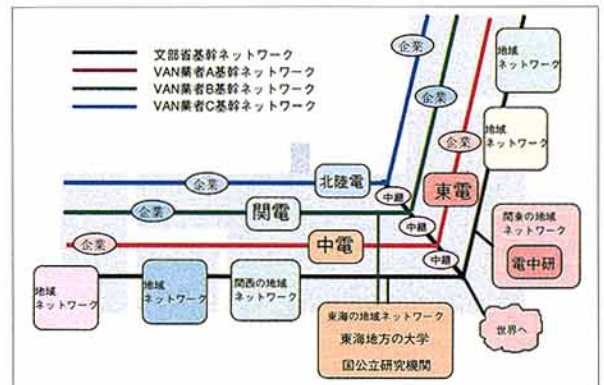 文部省基幹ネットワーク
VAN業者A基幹ネットワーク
VAN業者B基幹ネットワーク
VAN業者C基幹ネットワーク
企業
企業
企業
地域
ネットワーク
地域
ネットワーク
企業
北陸電
中継
東電
企業
関電
中継
関東の地域
ネットワーク
電中研
企業
中電
中継
地域
ネットワーク
地域
ネットワーク
関西の地域
ネットワーク
東海の地域ネットワーク
東海地方の大学
国公立研究機関
世界へ